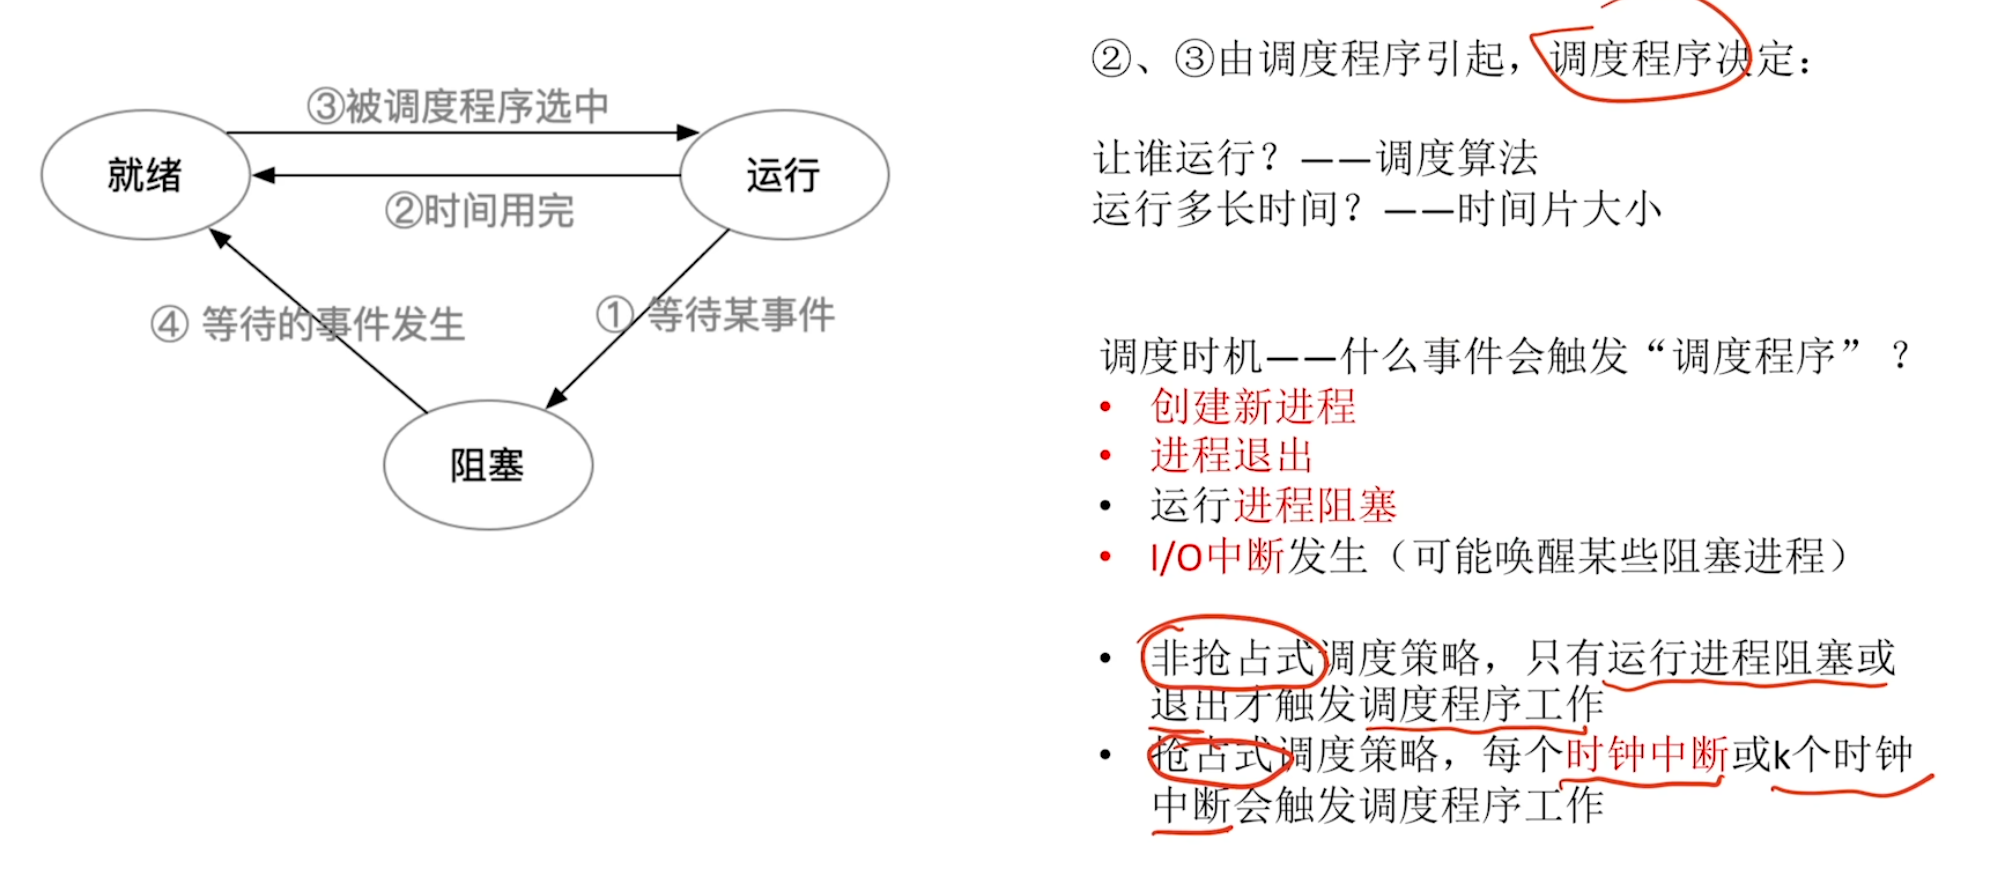 ③被调度程序选中
就绪
运行
②时间用完
④ 等待的事件发生
① 等待某事件
阻塞
②、③由调度程序引起，调度程序决定：
让谁运行？——调度算法
运行多长时间？——时间片大小
调度时机——什么事件会触发“调度程序”？
• 创建新进程
• 进程退出
• 运行进程阻塞
• I/O中断发生（可能唤醒某些阻塞进程）
• 非抢占式调度策略，只有运行进程阻塞或
退出才触发调度程序工作
• 抢占式调度策略，每个时钟中断或k个时钟
中断会触发调度程序工作